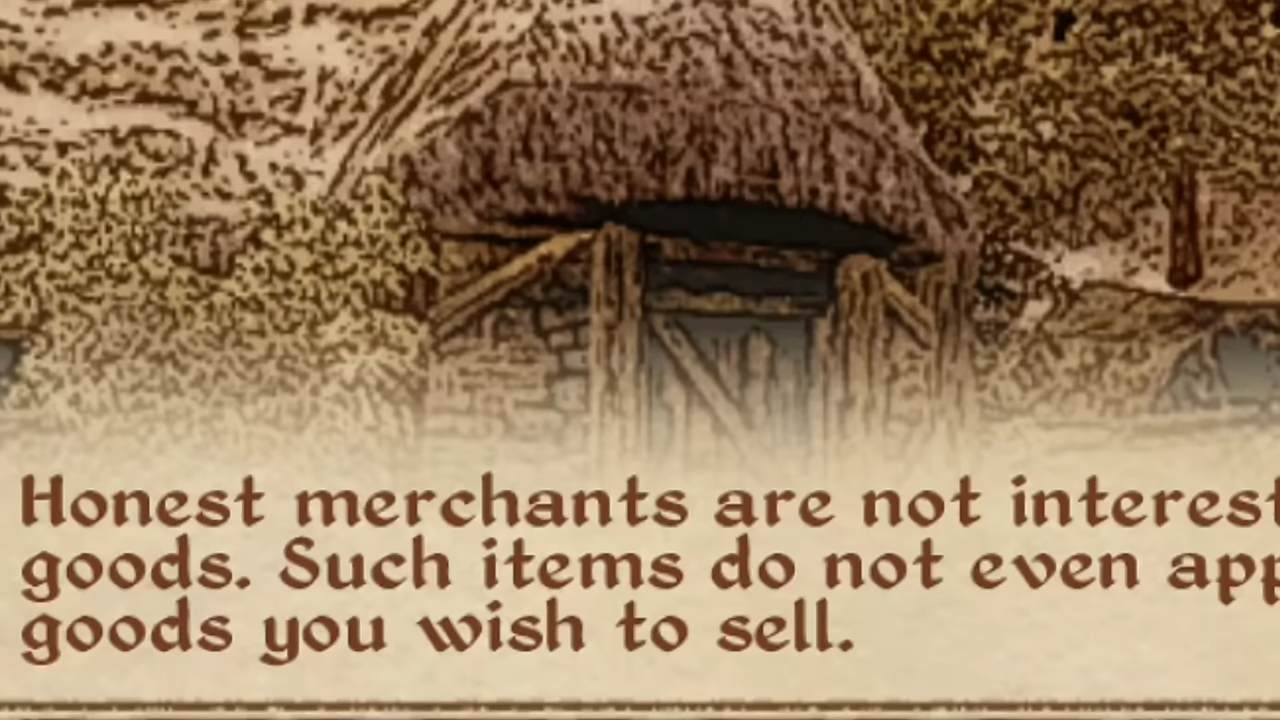 Honest merchants are not interest
goods. Such items do not even app
goods you wish to sell.